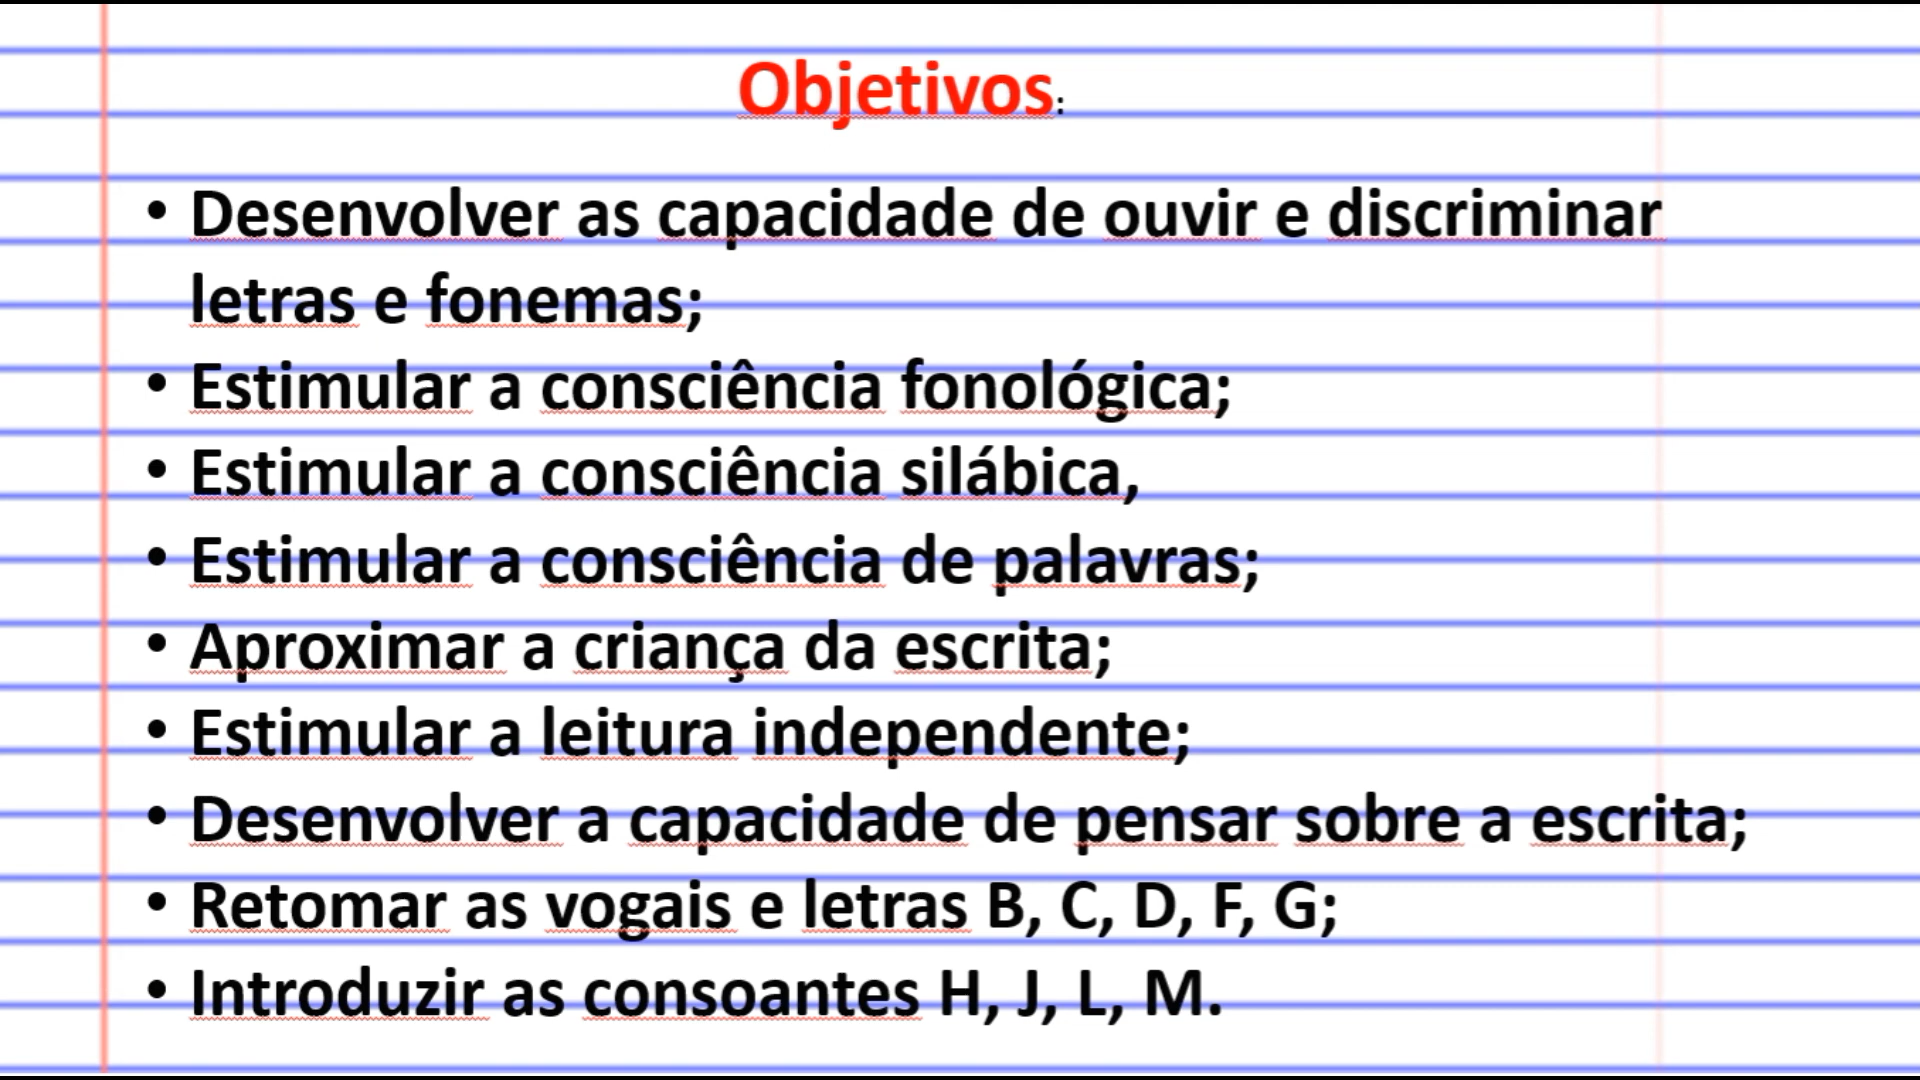 Objetivos:
• Desenvolver as capacidade de ouvir e discriminar
letras e fonemas;
• Estimular a consciência fonológica;
• Estimular a consciência silábica,
• Estimular a consciência de palavras;
• Aproximar a criança da escrita;
• Estimular a leitura independente;
• Desenvolver a capacidade de pensar sobre a escrita;
• Retomar as vogais e letras B, C, D, F, G;
• Introduzir as consoantes H, J, L, M.